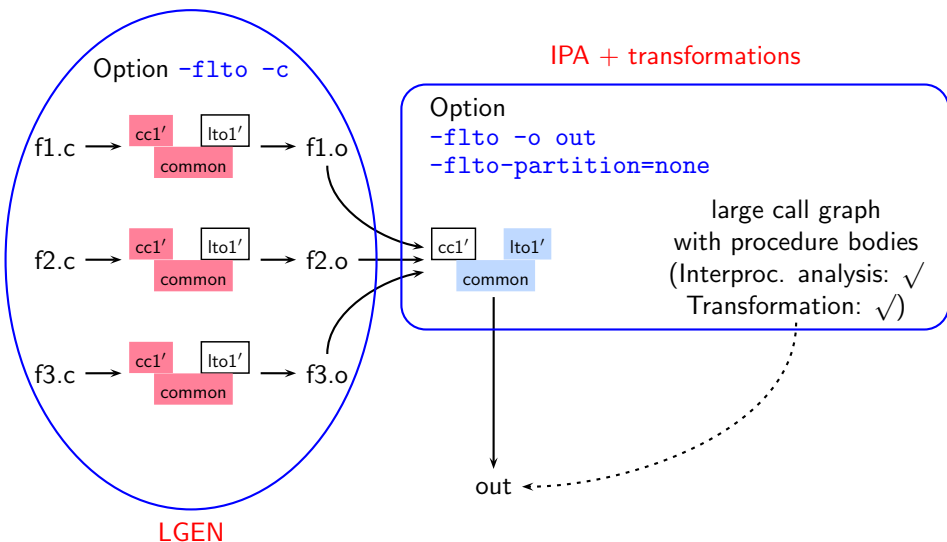 IPA + transformations
Option -flto -c
Option
-flto -o out
-flto-partition=none
f1.c
cc1′
lto1′
common
f1.o
f2.c
cc1′
lto1′
common
f2.o
f3.c
cc1′
lto1′
common
f3.o
cc1′
lto1′
common
large call graph
with procedure bodies
(Interproc. analysis: √
Transformation: √)
out
LGEN